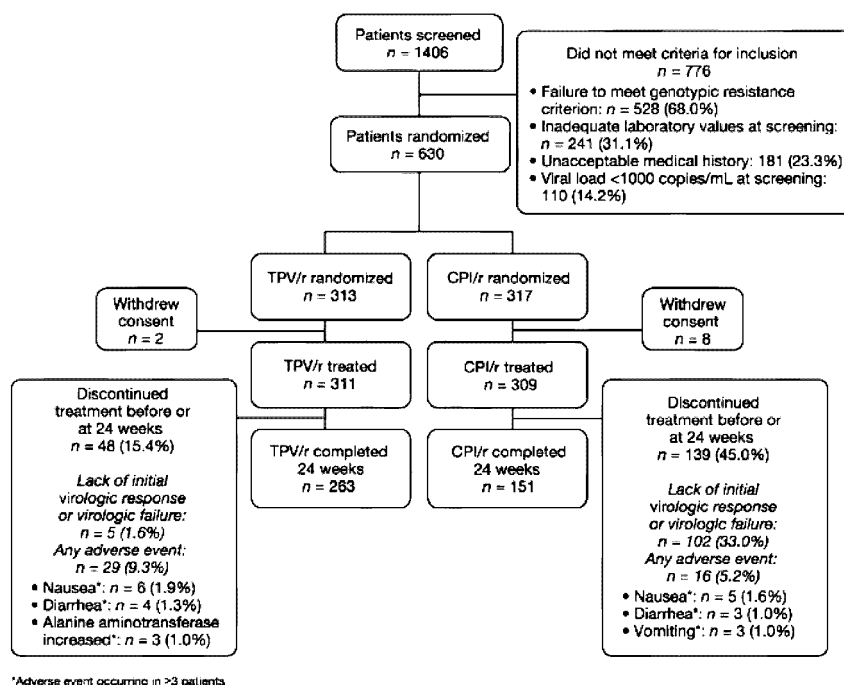 Patients screened
n = 1406
Did not meet criteria for inclusion
n = 776
• Failure to meet genotypic resistance
criterion: n = 528 (68.0%)
• Inadequate laboratory values at screening:
n = 241 (31.1%)
• Unacceptable medical history: 181 (23.3%)
• Viral load <1000 copies/mL at screening:
110 (14.2%)
Patients randomized
n = 630
TPV/r randomized
n = 313
CPI/r randomized
n = 317
Withdrew
consent
n = 2
Withdrew
consent
n = 8
TPV/r treated
n = 311
CPI/r treated
n = 309
Discontinued
treatment before or
at 24 weeks
n = 48 (15.4%)
Lack of initial
virologic response
or virologic failure:
n = 5 (1.6%)
Any adverse event:
n = 29 (9.3%)
• Nausea*: n = 6 (1.9%)
• Diarrhea*: n = 4 (1.3%)
• Alanine aminotransferase
increased*: n = 3 (1.0%)
TPV/r completed
24 weeks
n = 263
CPI/r completed
24 weeks
n = 151
Discontinued
treatment before or
at 24 weeks
n = 139 (45.0%)
Lack of initial
virologic response
or virologic failure:
n = 102 (33.0%)
Any adverse event:
n = 16 (5.2%)
• Nausea*: n = 5 (1.6%)
• Diarrhea*: n = 3 (1.0%)
• Vomiting*: n = 3 (1.0%)
*Adverse event occurring in ≥3 patients